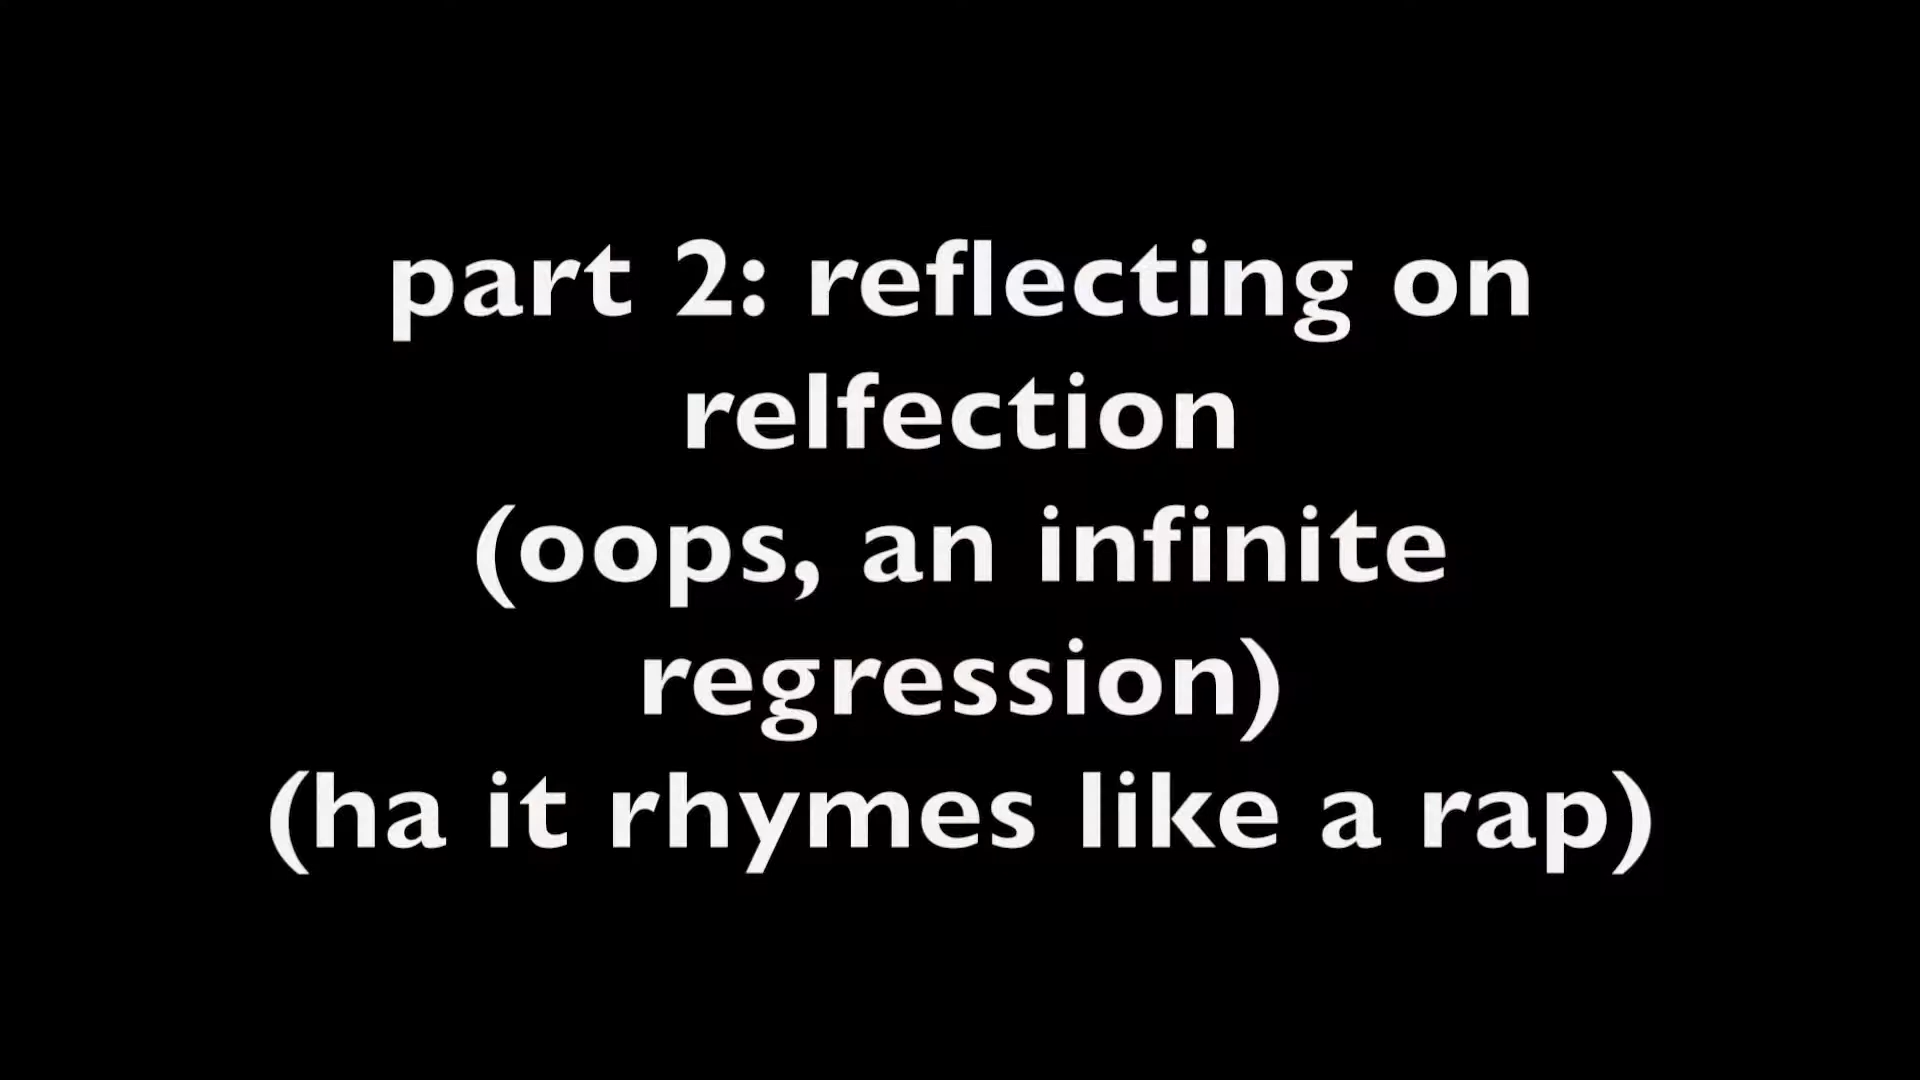 part 2: reflecting on
relfection
(oops, an infinite
regression)
(ha it rhymes like a rap)